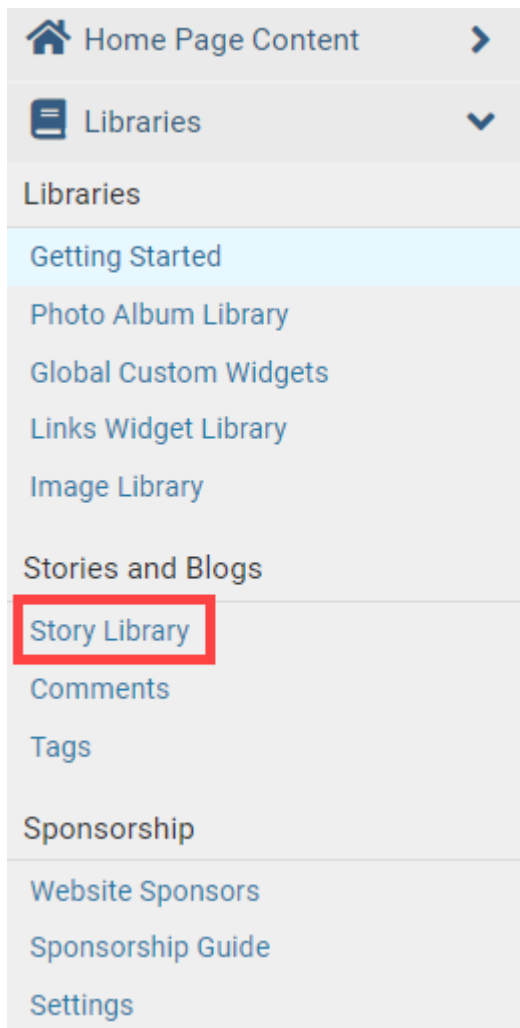 Home Page Content
Libraries
Libraries
Getting Started
Photo Album Library
Global Custom Widgets
Links Widget Library
Image Library
Stories and Blogs
Story Library
Comments
Tags
Sponsorship
Website Sponsors
Sponsorship Guide
Settings